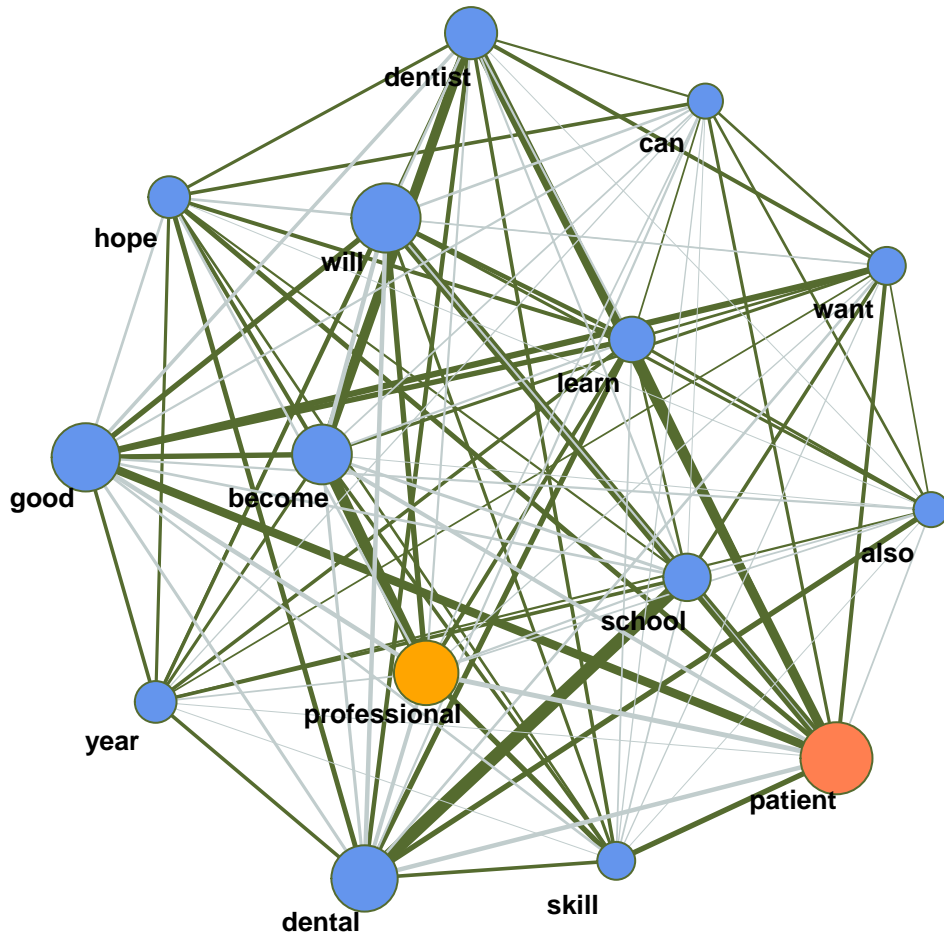 dentist
can
hope
will
want
learn
good
become
also
school
professional
year
patient
skill
dental